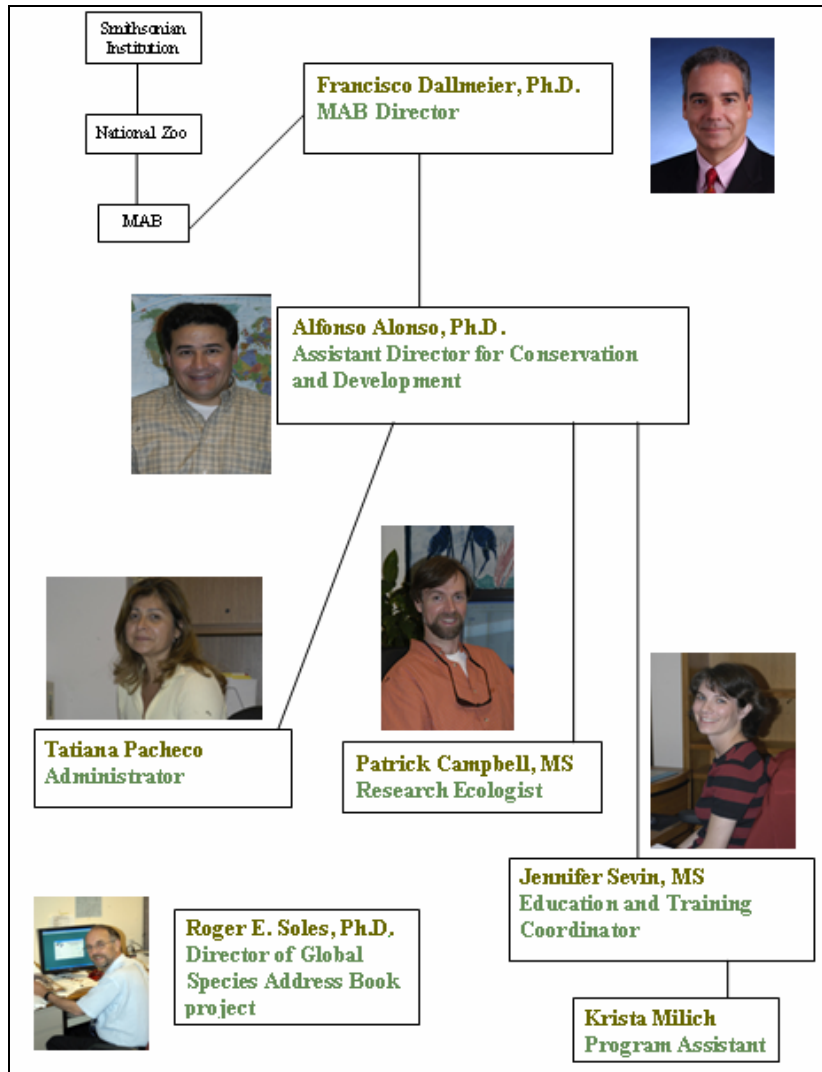 Smithsonian
Institution
National Zoo
MAB
Francisco Dallmeier, Ph.D.
MAB Director
Alfonso Alonso, Ph.D.
Assistant Director for Conservation
and Development
Tatiana Pacheco
Administrator
Patrick Campbell, MS
Research Ecologist
Jennifer Sevin, MS
Education and Training
Coordinator
Roger E. Soles, Ph.D.
Director of Global
Species Address Book
project
Krista Milich
Program Assistant